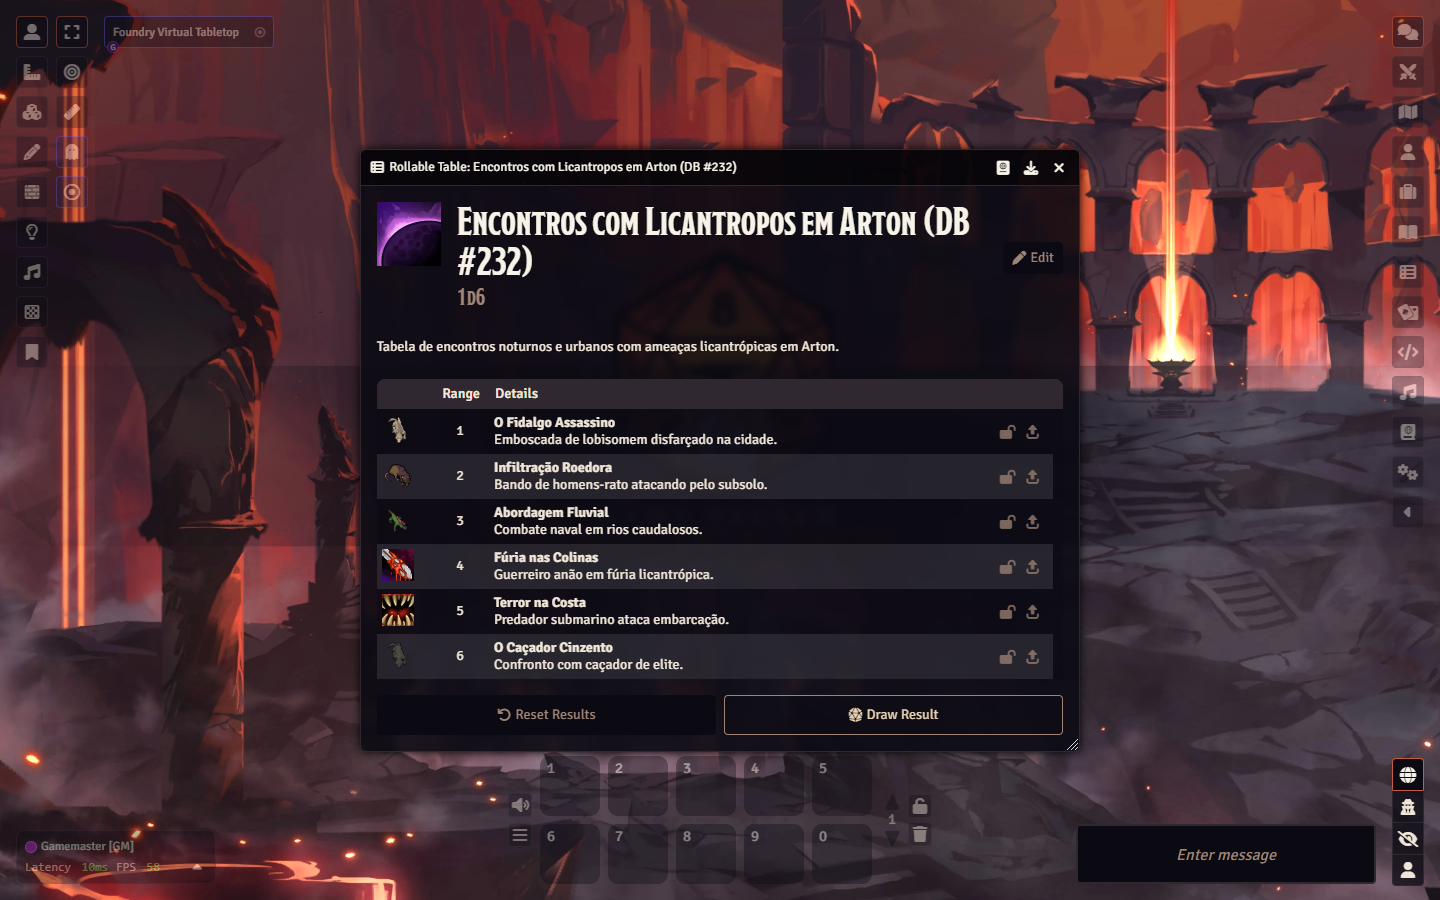 Foundry Virtual Tabletop
G
Rollable Table: Encontros com Licantropos em Arton (DB #232)
Encontros com Licantropos em Arton (DB
#232)
1d6
Edit
Tabela de encontros noturnos e urbanos com ameaças licantrópicas em Arton.
Range Details
1 O Fidalgo Assassino
Emboscada de lobisomem disfarçado na cidade.
2 Infiltração Roedora
Bando de homens-rato atacando pelo subsolo.
3 Abordagem Fluvial
Combate naval em rios caudalosos.
4 Fúria nas Colinas
Guerreiro anão em fúria licantrópica.
5 Terror na Costa
Predador submarino ataca embarcação.
6 O Caçador Cinzento
Confronto com caçador de elite.
Reset Results Draw Result
1 2 3 4 5
1
6 7 8 9 0
Gamemaster [GM]
Latency 10ms FPS 58
Enter message